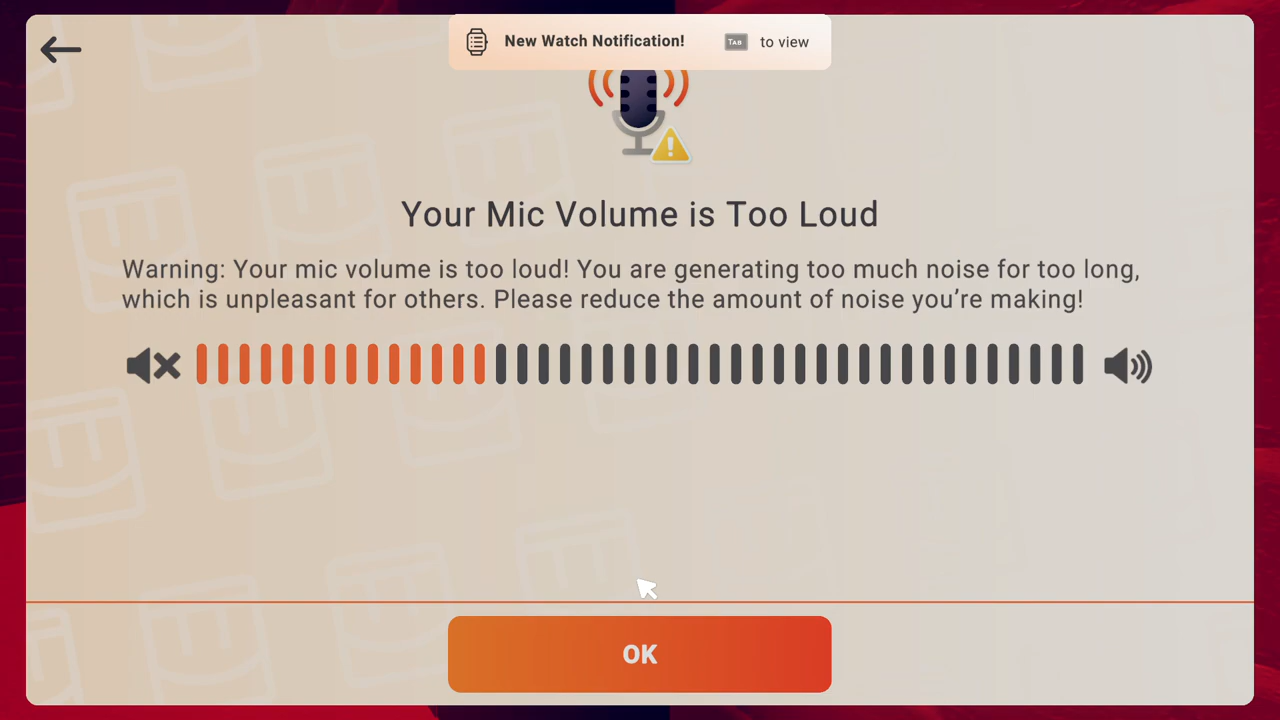 New Watch Notification! TAB to view
Your Mic Volume is Too Loud
Warning: Your mic volume is too loud! You are generating too much noise for too long,
which is unpleasant for others. Please reduce the amount of noise you’re making!
OK